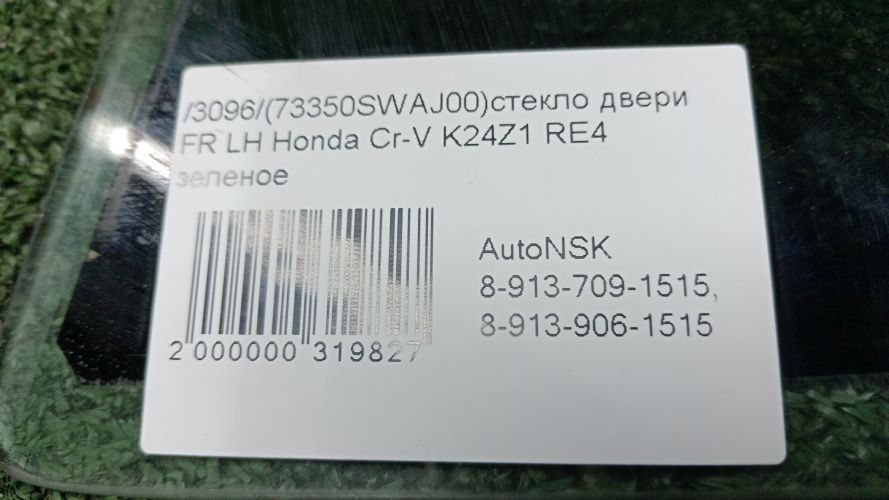 /3096/(73350SWAJ00)стекло двери
FR LH Honda Cr-V K24Z1 RE4
зеленое
AutoNSK
8-913-709-1515,
8-913-906-1515
2 000000 319827